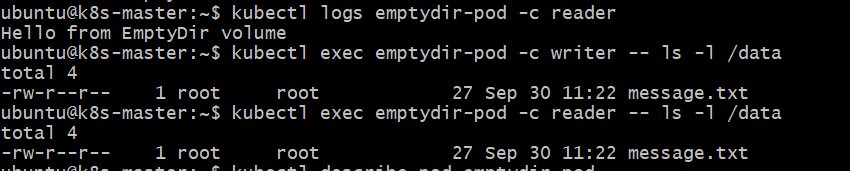 ubuntu@k8s-master:~$ kubectl logs emptydir-pod -c reader
Hello from EmptyDir volume
ubuntu@k8s-master:~$ kubectl exec emptydir-pod -c writer -- ls -l /data
total 4
-rw-r--r--    1 root     root            27 Sep 30 11:22 message.txt
ubuntu@k8s-master:~$ kubectl exec emptydir-pod -c reader -- ls -l /data
total 4
-rw-r--r--    1 root     root            27 Sep 30 11:22 message.txt
ubuntu@k8s-master:~$ kubectl describe pod emptydir-pod